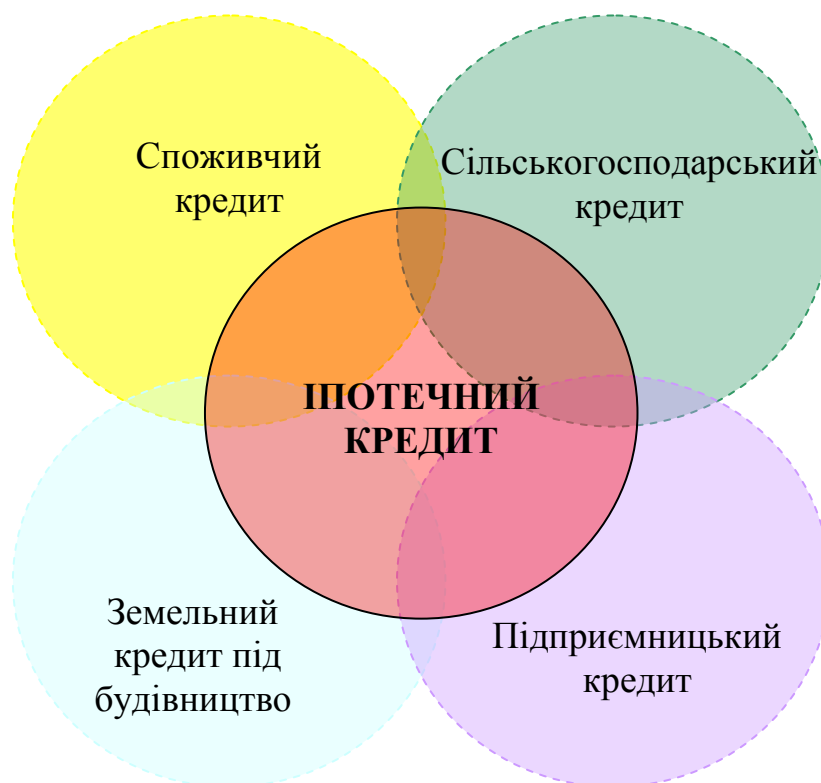 Споживчий
кредит
Сільськогосподарський
кредит
ІПОТЕЧНИЙ
КРЕДИТ
Земельний
кредит під
будівництво
Підприємницький
кредит